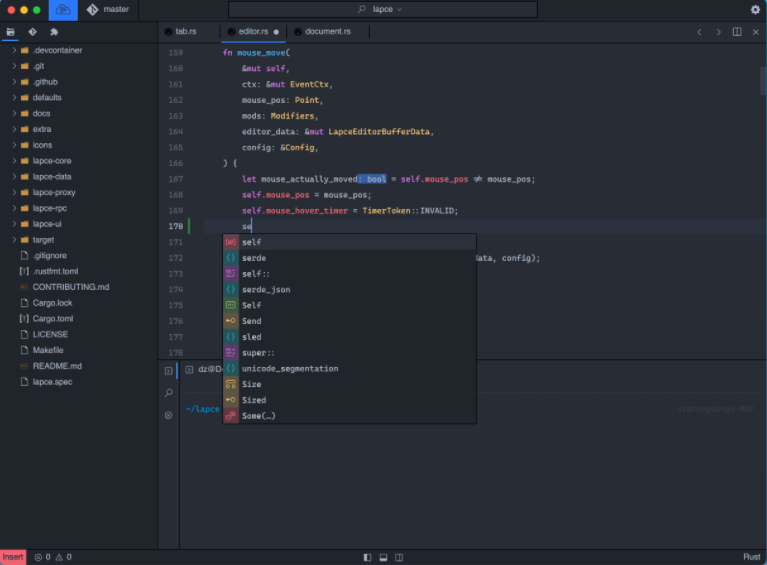 master
lapce
tab.rs
editor.rs
document.rs
.devcontainer
.git
.github
defaults
docs
extra
icons
lapce-core
lapce-data
lapce-proxy
lapce-rpc
lapce-ui
target
.gitignore
.rustfmt.toml
CONTRIBUTING.md
Cargo.lock
Cargo.toml
LICENSE
Makefile
README.md
lapce.spec
159 fn mouse_move(
160 &mut self,
161 ctx: &mut EventCtx,
162 mouse_pos: Point,
163 mods: Modifiers,
164 editor_data: &mut LapceEditorBufferData,
165 config: &Config,
166 ) {
167 let mouse_actually_moved: bool = self.mouse_pos ≠ mouse_pos;
168 self.mouse_pos = mouse_pos;
169 self.mouse_hover_timer = TimerToken::INVALID;
170 se
171
172 data, config);
173
174
175
176
177
178
self
serde
self::
serde_json
Self
Send
sled
super::
unicode_segmentation
Size
Sized
Some(…)
dz@D
~/lapce
Insert 0 0
Rust